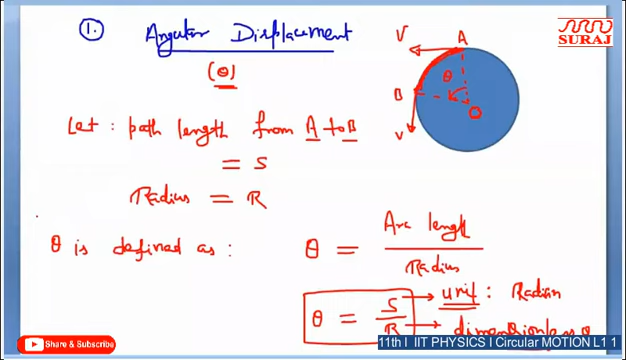 1. Angular Displacement
(θ)
SURAJ
V
A
θ
B
O
V
Let : path length from A to B
= S
Radius = R
θ is defined as :
θ = Arc length
Radius
θ = S
R
unit : Radian
11th I IIT PHYSICS I Circular MOTION L1 1
Share & Subscribe